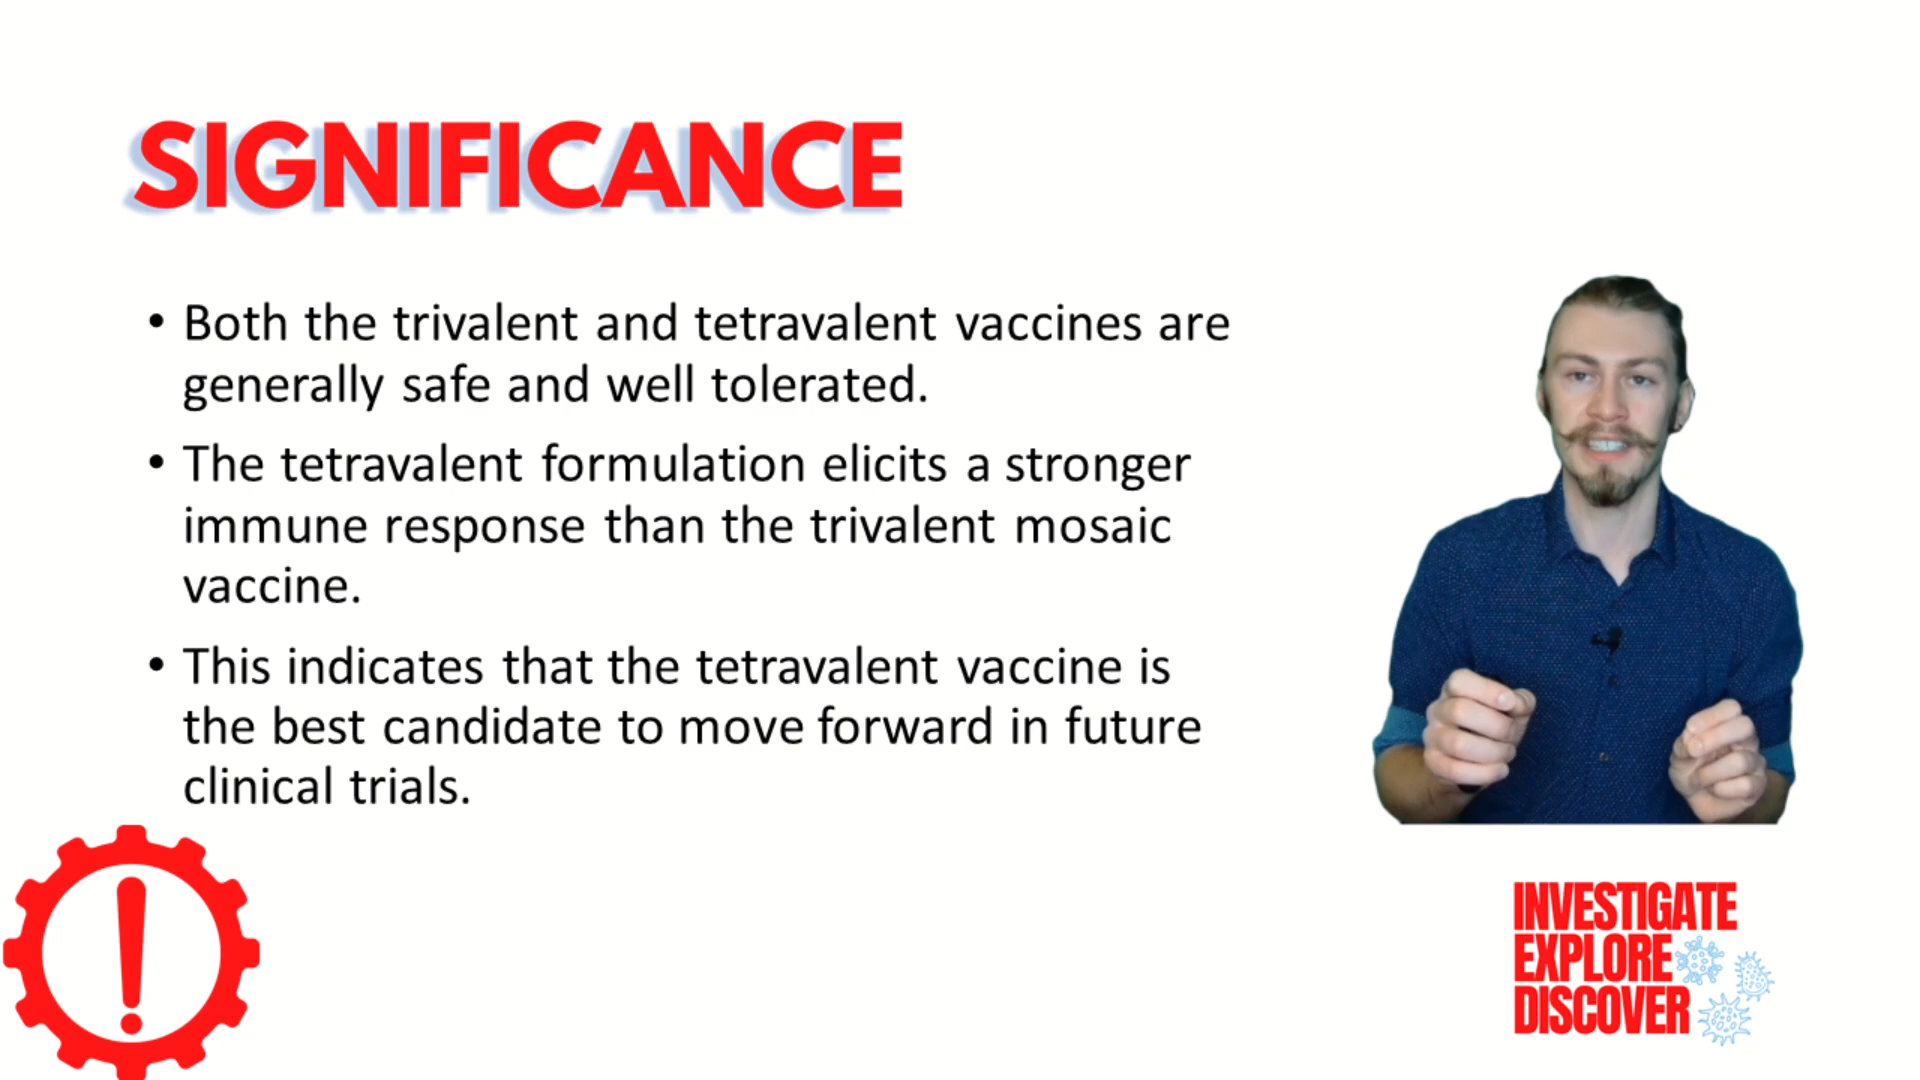 SIGNIFICANCE
• Both the trivalent and tetravalent vaccines are
generally safe and well tolerated.
• The tetravalent formulation elicits a stronger
immune response than the trivalent mosaic
vaccine.
• This indicates that the tetravalent vaccine is
the best candidate to move forward in future
clinical trials.
!
INVESTIGATE
EXPLORE
DISCOVER